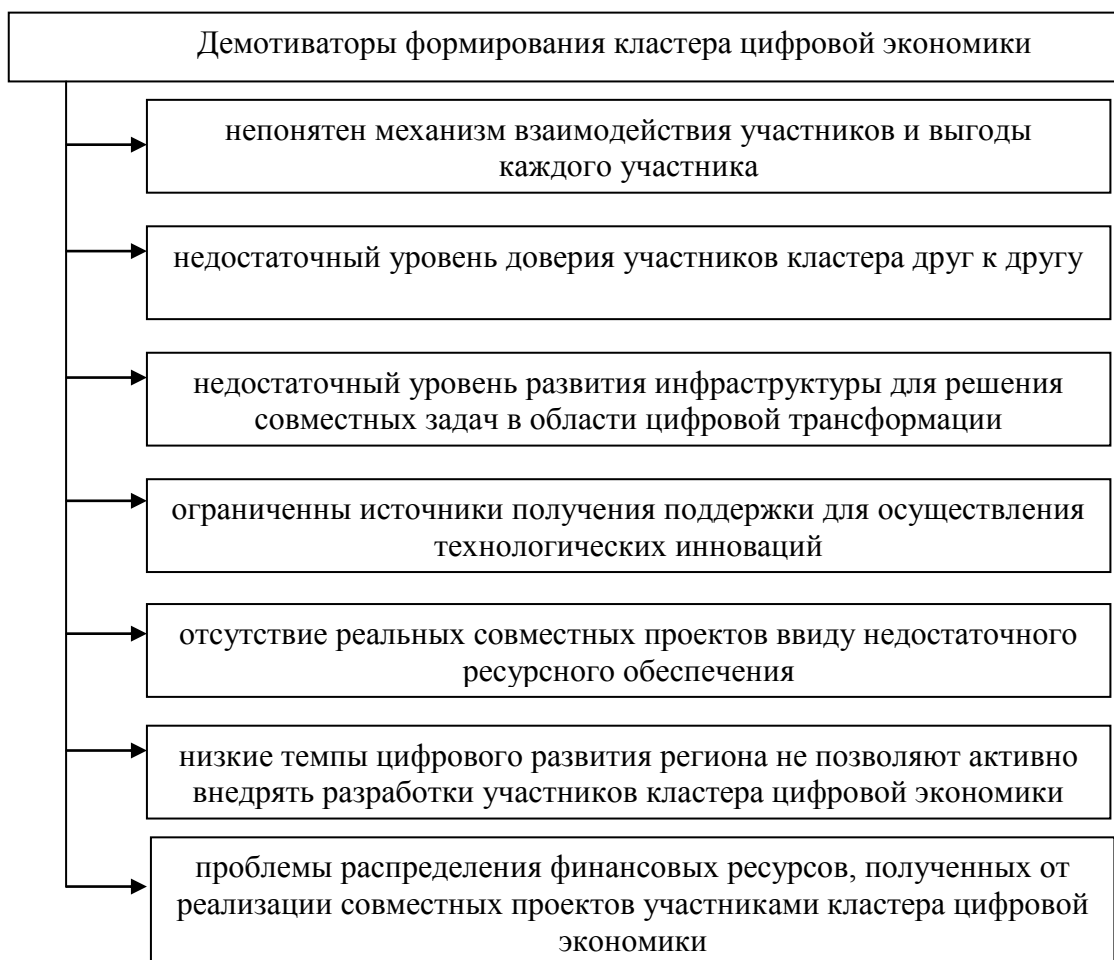 Демотиваторы формирования кластера цифровой экономики
непонятен механизм взаимодействия участников и выгоды
каждого участника
недостаточный уровень доверия участников кластера друг к другу
недостаточный уровень развития инфраструктуры для решения
совместных задач в области цифровой трансформации
ограниченны источники получения поддержки для осуществления
технологических инноваций
отсутствие реальных совместных проектов ввиду недостаточного
ресурсного обеспечения
низкие темпы цифрового развития региона не позволяют активно
внедрять разработки участников кластера цифровой экономики
проблемы распределения финансовых ресурсов, полученных от
реализации совместных проектов участниками кластера цифровой
экономики